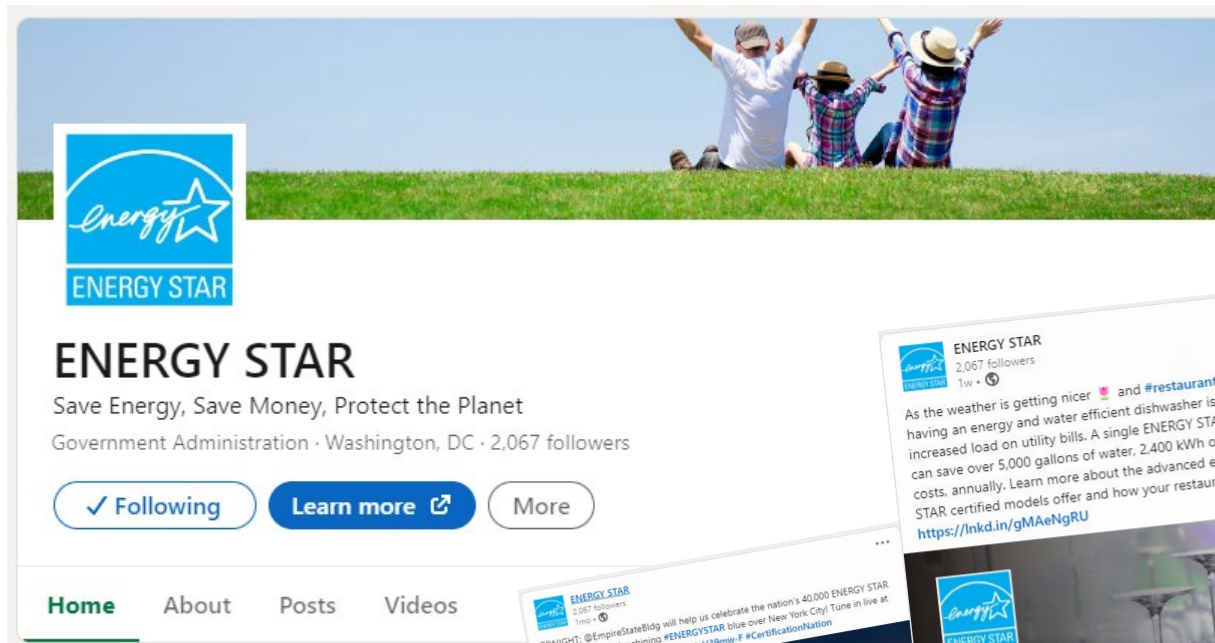 energy
ENERGY STAR
ENERGY STAR
Save Energy, Save Money, Protect the Planet
Government Administration · Washington, DC · 2,067 followers
✓ Following
Learn more
More
Home
About
Posts
Videos
ENERGY STAR
2,067 followers
1mo •
@EmpireStateBldg will help us celebrate the nation's 40,000 ENERGY STAR
#ENERGYSTAR blue over New York City! Tune in live at
#CertificationNation
energy
ENERGY STAR
ENERGY STAR
2,067 followers
1w •
As the weather is getting nicer 🌷 and #restaurant
having an energy and water efficient dishwasher is
increased load on utility bills. A single ENERGY STA
can save over 5,000 gallons of water, 2,400 kWh o
costs, annually. Learn more about the advanced e
STAR certified models offer and how your restaur
https://lnkd.in/gMAeNgRU
energy
ENERGY STAR